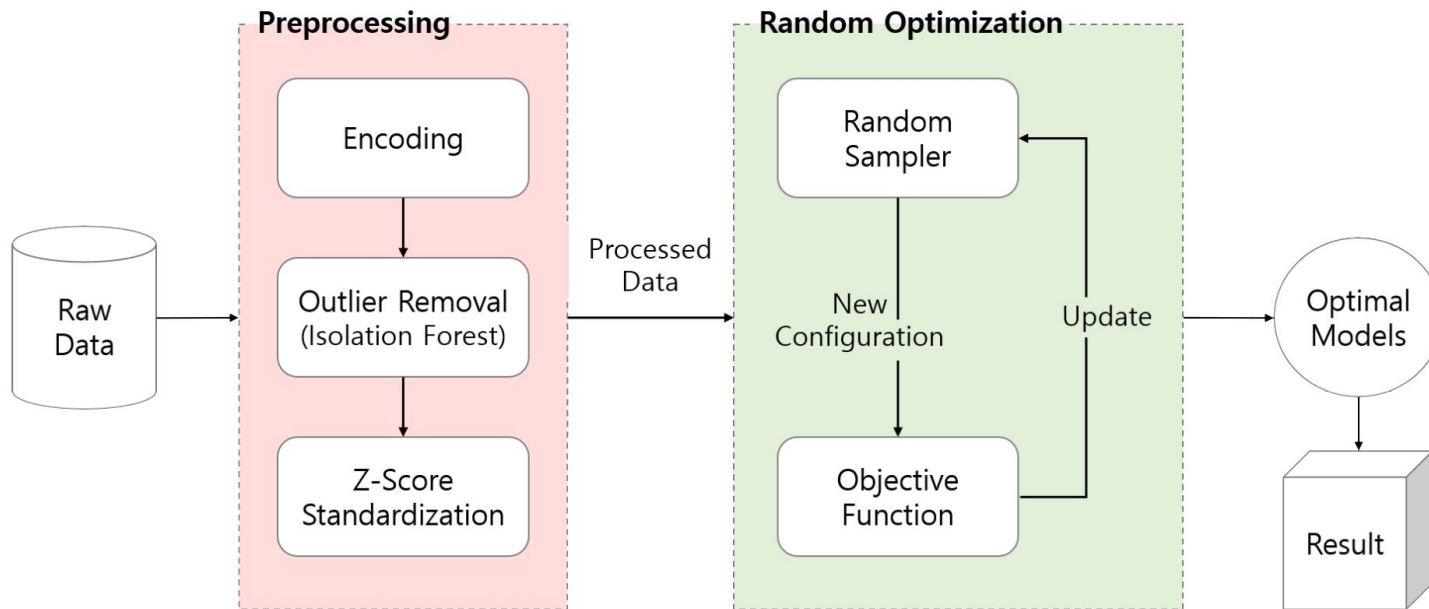 Preprocessing
Random Optimization
Encoding
Random
Sampler
Raw
Data
Outlier Removal
(Isolation Forest)
Processed
Data
New
Configuration
Update
Optimal
Models
Z-Score
Standardization
Objective
Function
Result